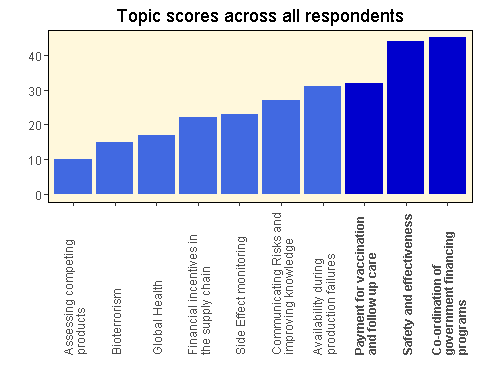 Topic scores across all respondents
40
30
20
10
0
Assessing competing
products
Bioterrorism
Global Health
Financial incentives in
the supply chain
Side Effect monitoring
Communicating Risks and
improving knowledge
Availability during
production failures
Payment for vaccination
and follow up care
Safety and effectiveness
Co-ordination of
government financing
programs